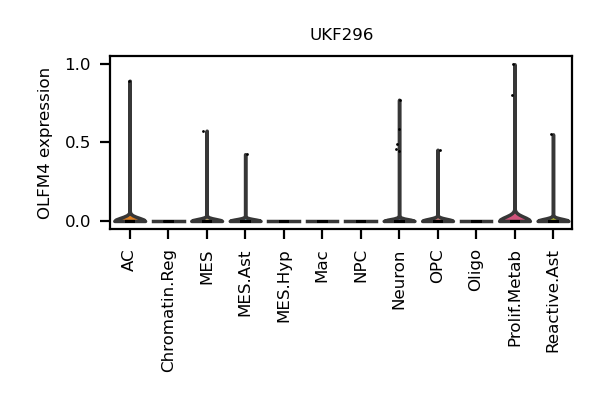 UKF296
OLFM4 expression
1.0
0.5
0.0
AC
Chromatin.Reg
MES
MES.Ast
MES.Hyp
Mac
NPC
Neuron
OPC
Oligo
Prolif.Metab
Reactive.Ast